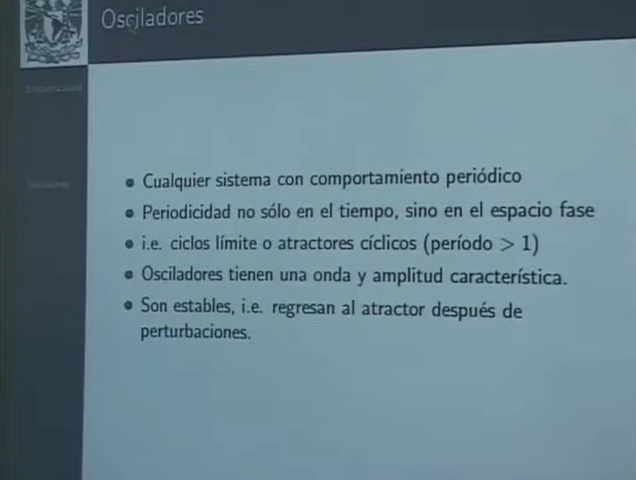 Osciladores
Cualquier sistema con comportamiento periódico
Periodicidad no sólo en el tiempo, sino en el espacio fase
i.e. ciclos límite o atractores cíclicos (período > 1)
Osciladores tienen una onda y amplitud característica.
Son estables, i.e. regresan al atractor después de
perturbaciones.